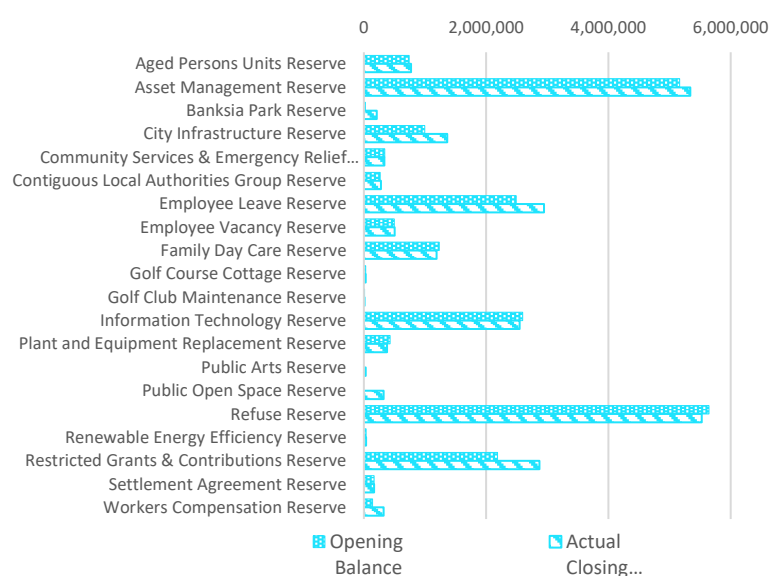 0 2,000,000 4,000,000 6,000,000
Aged Persons Units Reserve
Asset Management Reserve
Banksia Park Reserve
City Infrastructure Reserve
Community Services & Emergency Relief…
Contiguous Local Authorities Group Reserve
Employee Leave Reserve
Employee Vacancy Reserve
Family Day Care Reserve
Golf Course Cottage Reserve
Golf Club Maintenance Reserve
Information Technology Reserve
Plant and Equipment Replacement Reserve
Public Arts Reserve
Public Open Space Reserve
Refuse Reserve
Renewable Energy Efficiency Reserve
Restricted Grants & Contributions Reserve
Settlement Agreement Reserve
Workers Compensation Reserve
Opening
Balance
Actual
Closing…